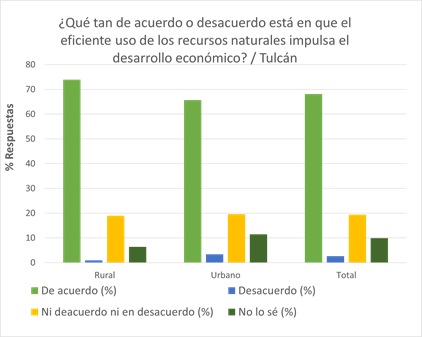 ¿Qué tan de acuerdo o desacuerdo está en que el
eficiente uso de los recursos naturales impulsa el
desarrollo económico? / Tulcán
% Respuestas
80
70
60
50
40
30
20
10
0
Rural Urbano Total
De acuerdo (%) Desacuerdo (%)
Ni deacuerdo ni en desacuerdo (%) No lo sé (%)